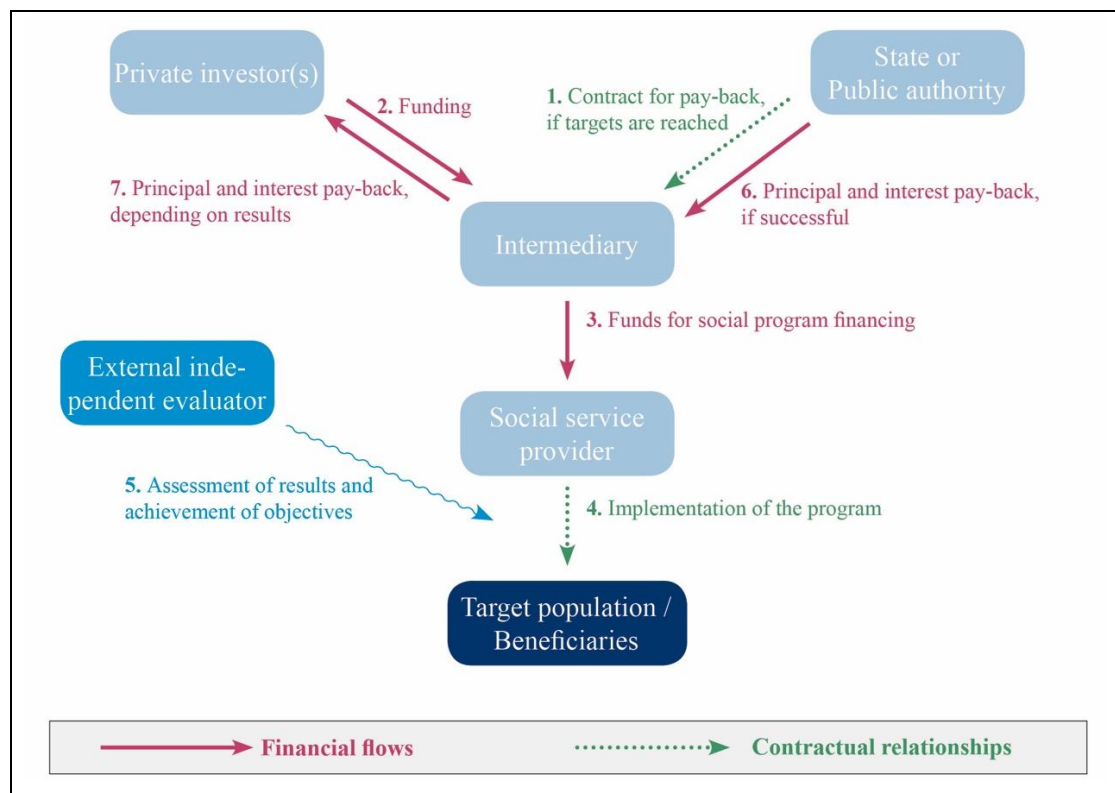 Private investor(s)
State or
Public authority
1. Contract for pay-back,
if targets are reached
2. Funding
7. Principal and interest pay-back,
depending on results
6. Principal and interest pay-back,
if successful
Intermediary
3. Funds for social program financing
External inde-
pendent evaluator
Social service
provider
5. Assessment of results and
achievement of objectives
4. Implementation of the program
Target population /
Beneficiaries
Financial flows
Contractual relationships